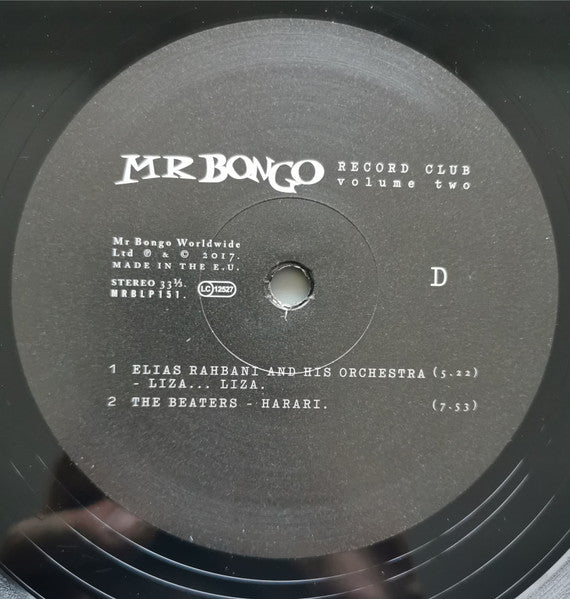 MR BONGO RECORD CLUB
volume two
Mr Bongo Worldwide
Ltd ℗ & © 2017.
MADE IN THE E.U.
STEREO 33⅓.
MRBLP151.
LC 12527
D
1 ELIAS RAHBANI AND HIS ORCHESTRA (5.22)
- LIZA... LIZA.
2 THE BEATERS - HARARI. (7.53)